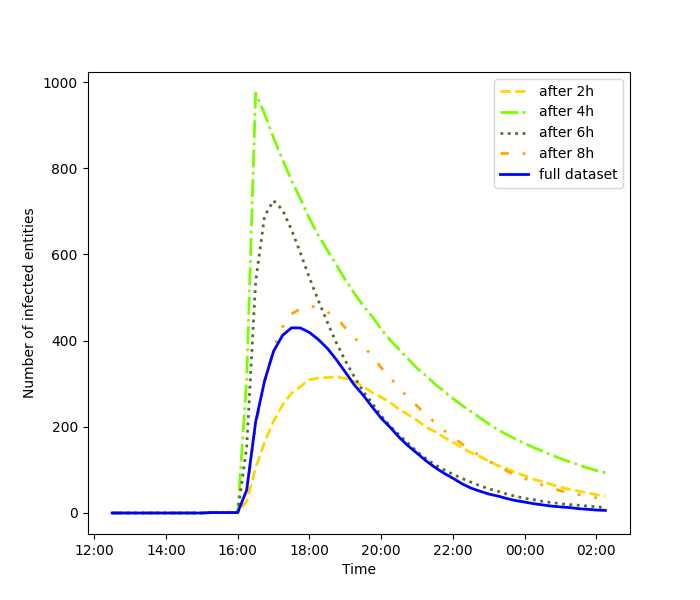 1000
800
600
400
200
0
Number of infected entities
after 2h
after 4h
after 6h
after 8h
full dataset
12:00 14:00 16:00 18:00 20:00 22:00 00:00 02:00
Time